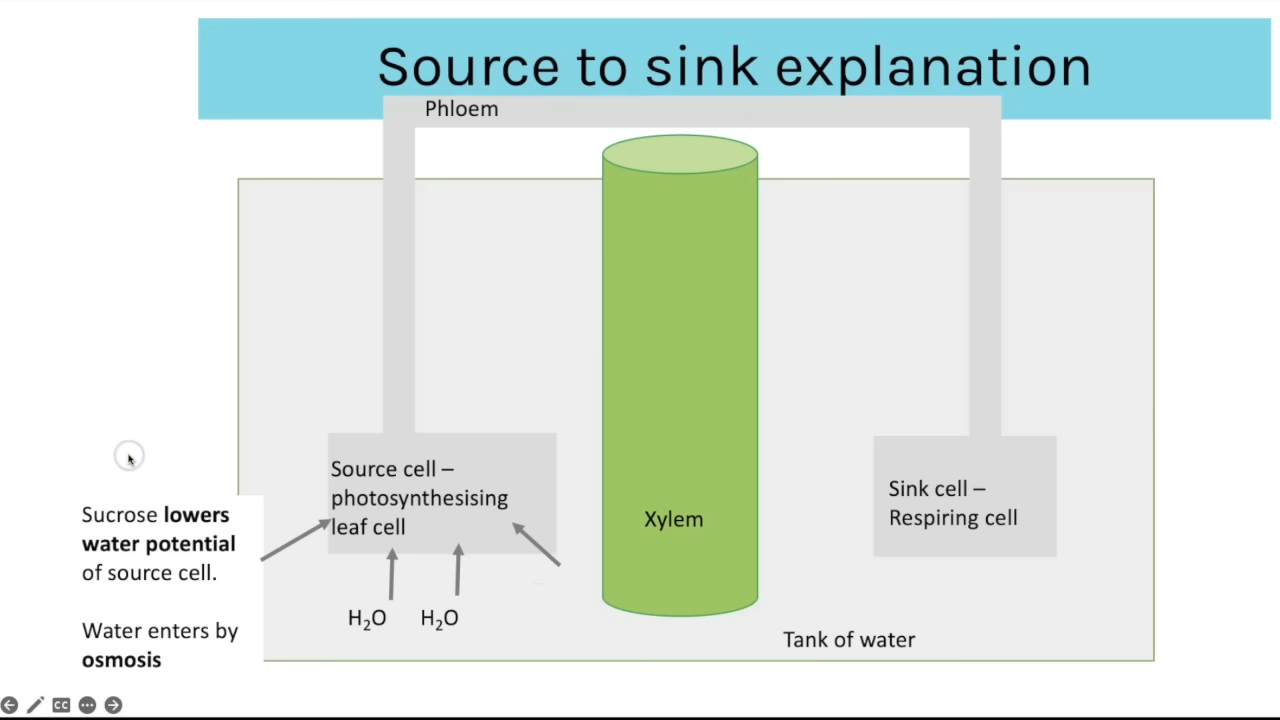 Source to sink explanation
Phloem
Source cell –
photosynthesising
leaf cell
Sink cell –
Respiring cell
Xylem
Sucrose lowers
water potential
of source cell.
Water enters by
osmosis
H₂O
H₂O
Tank of water
CC